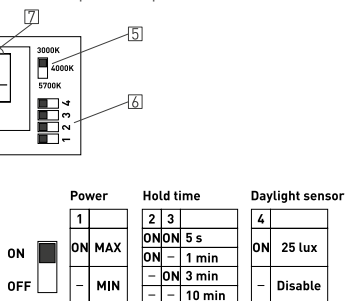 7
3000K
5
4000K
5700K
4
3
2
1
6
Power
Hold time
Daylight sensor
1
2 3
4
ON
OFF
ON MAX
– MIN
ON ON 5 s
ON – 1 min
– ON 3 min
– – 10 min
ON 25 lux
– Disable